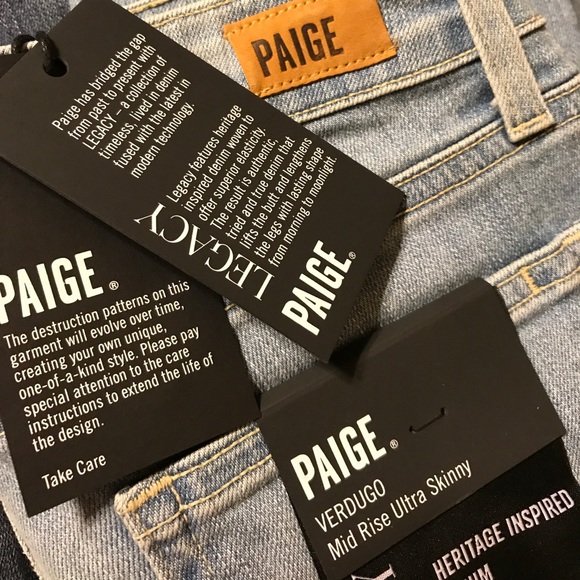 PAIGE
Paige has bridged the gap
from past to present with
LEGACY – a collection of
timeless, lived in denim
fused with the latest in
modern technology.
LEGACY
Legacy features heritage
inspired denim woven to
offer superior elasticity.
The result is authentic,
tried and true denim that
lifts the butt and lengthens
the legs with lasting shape
from morning to moonlight.
PAIGE®
PAIGE®
The destruction patterns on this
garment will evolve over time,
creating your own unique,
one-of-a-kind style. Please pay
special attention to the care
instructions to extend the life of
the design.
Take Care
PAIGE®
VERDUGO
Mid Rise Ultra Skinny
HERITAGE INSPIRED